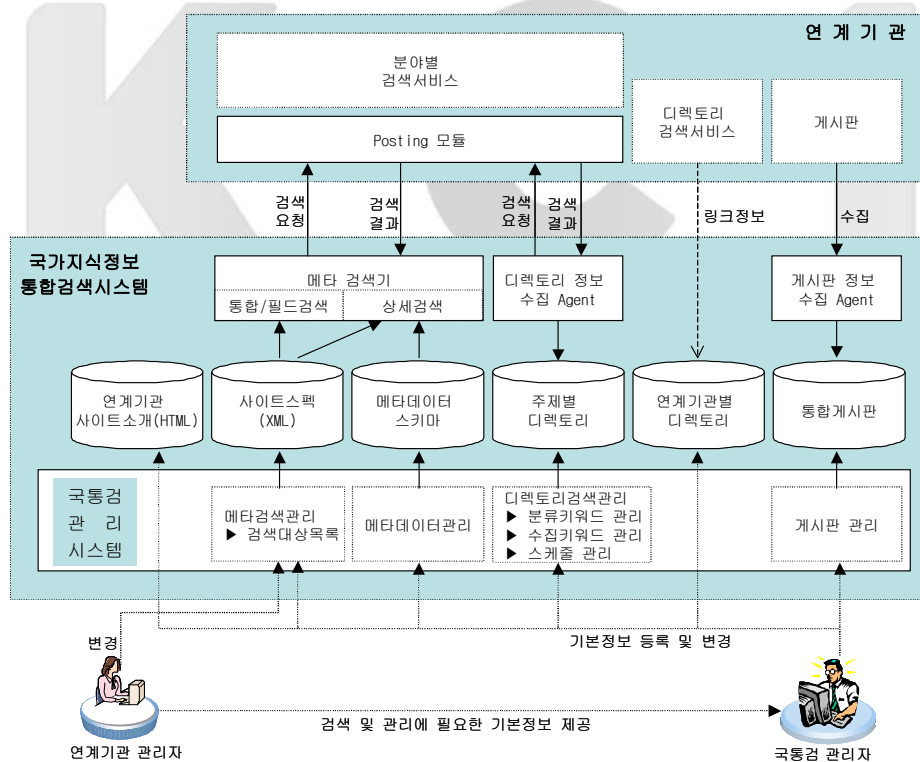 연 계 기 관
분야별
검색서비스
Posting 모듈
디렉토리
검색서비스
게시판
검색
요청
검색
결과
검색
요청
검색
결과
링크정보
수집
국가지식정보
통합검색시스템
메타 검색기
통합/필드검색
상세검색
디렉토리 정보
수집 Agent
게시판 정보
수집 Agent
연계기관
사이트소개(HTML)
사이트스펙
(XML)
메타데이터
스키마
주제별
디렉토리
연계기관별
디렉토리
통합게시판
국통검
관 리
시스템
메타검색관리
▶ 검색대상목록
메타데이터관리
디렉토리검색관리
▶ 분류키워드 관리
▶ 수집키워드 관리
▶ 스케줄 관리
게시판 관리
변경
기본정보 등록 및 변경
검색 및 관리에 필요한 기본정보 제공
연계기관 관리자
국통검 관리자